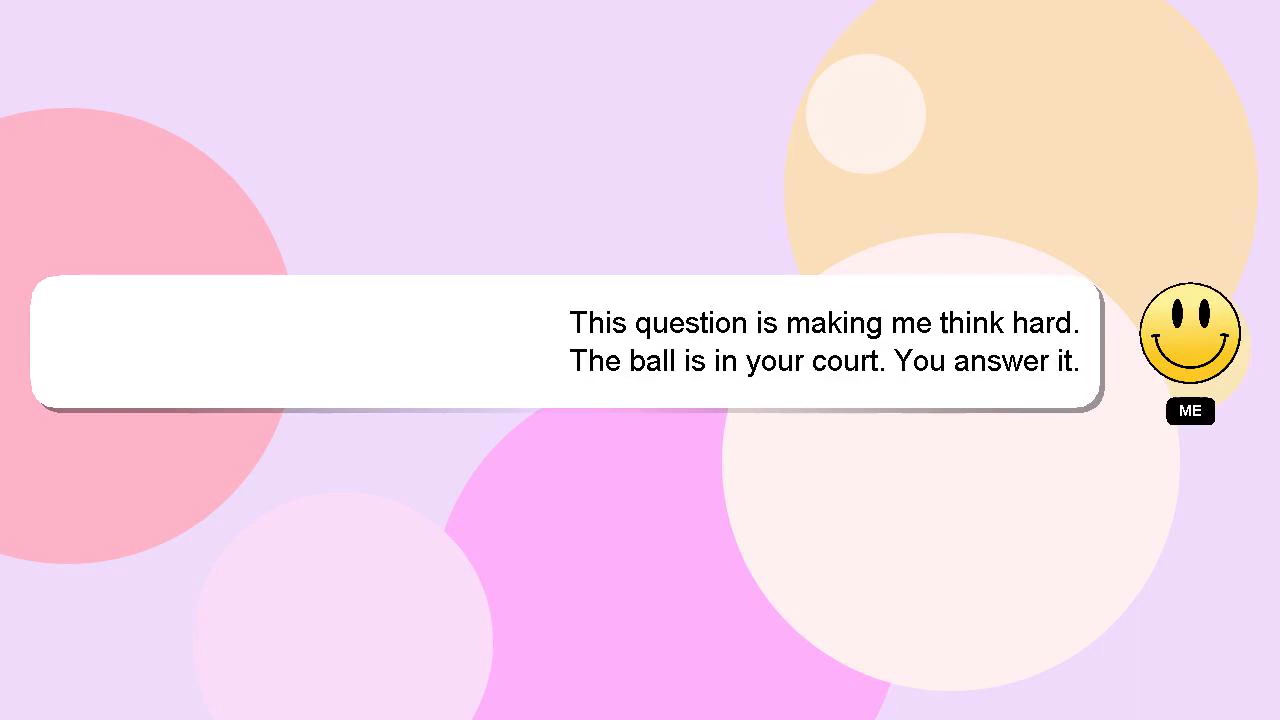 This question is making me think hard.
The ball is in your court. You answer it.
ME